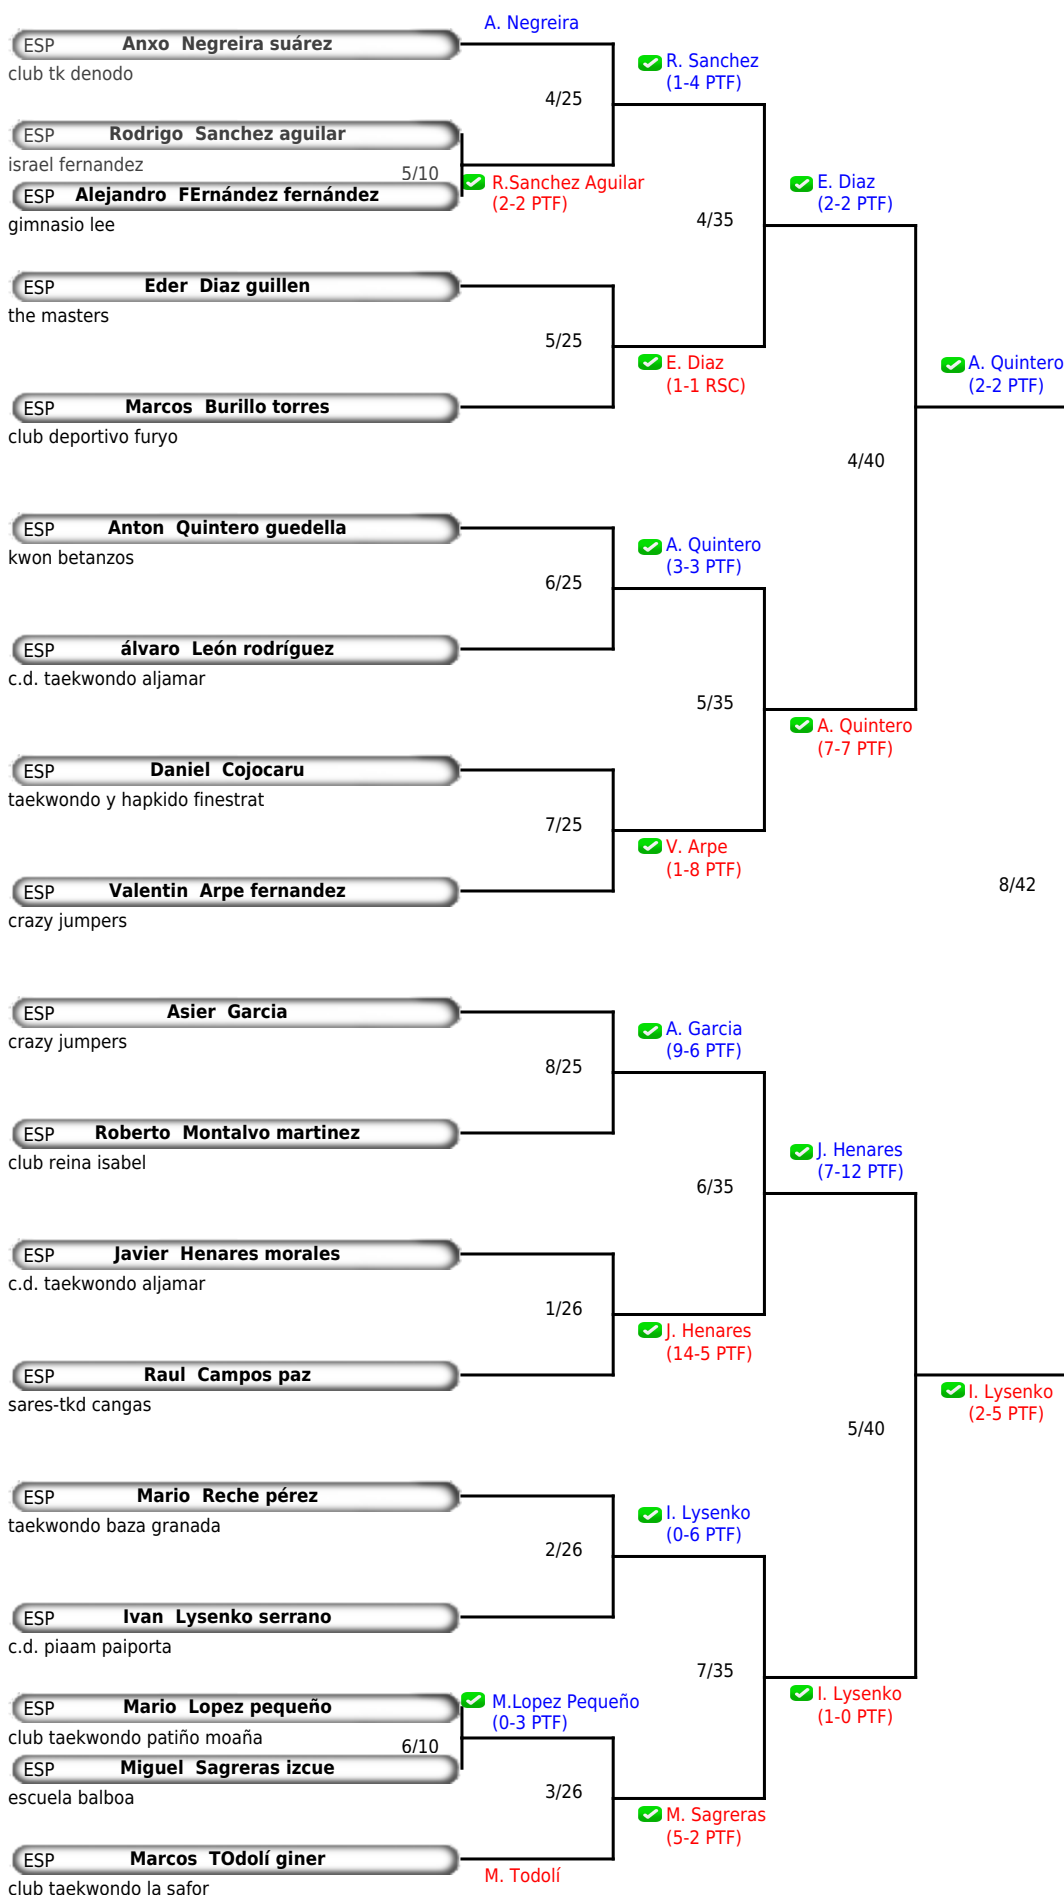 A. Negreira
ESP Anxo Negreira suárez
club tk denodo
R. Sanchez
(1-4 PTF)
4/25
ESP Rodrigo Sanchez aguilar
israel fernandez
5/10
R.Sanchez Aguilar
(2-2 PTF)
ESP Alejandro FErnández fernández
gimnasio lee
E. Diaz
(2-2 PTF)
4/35
ESP Eder Diaz guillen
the masters
5/25
E. Diaz
(1-1 RSC)
A. Quintero
(2-2 PTF)
ESP Marcos Burillo torres
club deportivo furyo
4/40
ESP Anton Quintero guedella
kwon betanzos
A. Quintero
(3-3 PTF)
6/25
ESP álvaro León rodríguez
c.d. taekwondo aljamar
5/35
A. Quintero
(7-7 PTF)
ESP Daniel Cojocaru
taekwondo y hapkido finestrat
7/25
V. Arpe
(1-8 PTF)
ESP Valentin Arpe fernandez
crazy jumpers
8/42
ESP Asier Garcia
crazy jumpers
A. Garcia
(9-6 PTF)
8/25
ESP Roberto Montalvo martinez
club reina isabel
J. Henares
(7-12 PTF)
6/35
ESP Javier Henares morales
c.d. taekwondo aljamar
1/26
J. Henares
(14-5 PTF)
ESP Raul Campos paz
sares-tkd cangas
I. Lysenko
(2-5 PTF)
5/40
ESP Mario Reche pérez
taekwondo baza granada
I. Lysenko
(0-6 PTF)
2/26
ESP Ivan Lysenko serrano
c.d. piaam paiporta
7/35
I. Lysenko
(1-0 PTF)
ESP Mario Lopez pequeño
club taekwondo patiño moaña
M.Lopez Pequeño
(0-3 PTF)
6/10
ESP Miguel Sagreras izcue
escuela balboa
3/26
M. Sagreras
(5-2 PTF)
ESP Marcos TOdolí giner
club taekwondo la safor
M. Todolí